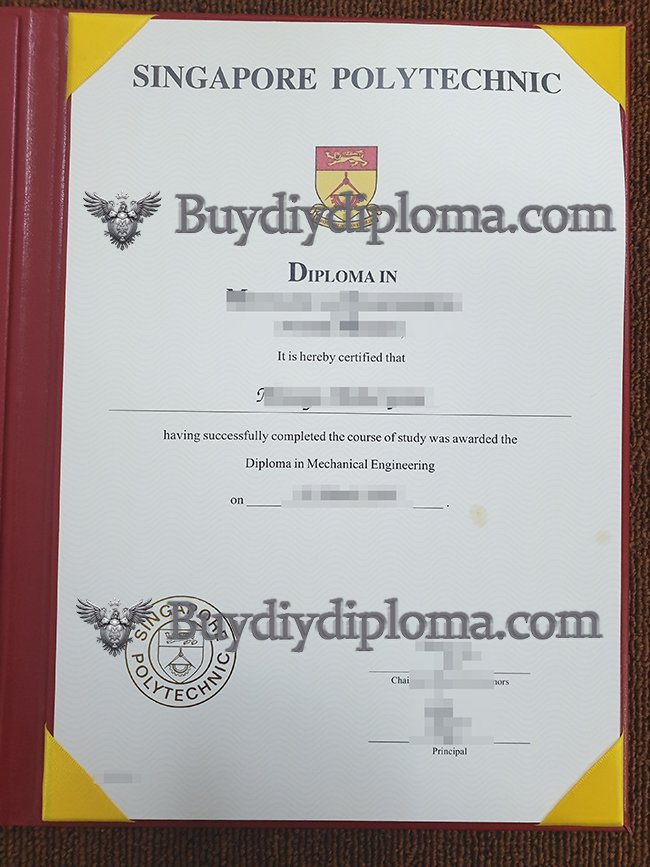 SINGAPORE POLYTECHNIC
Buydiydiploma.com
DIPLOMA IN
It is hereby certified that
having successfully completed the course of study was awarded the
Diploma in Mechanical Engineering
on
Buydiydiploma.com
SINGAPORE
POLYTECHNIC
Principal